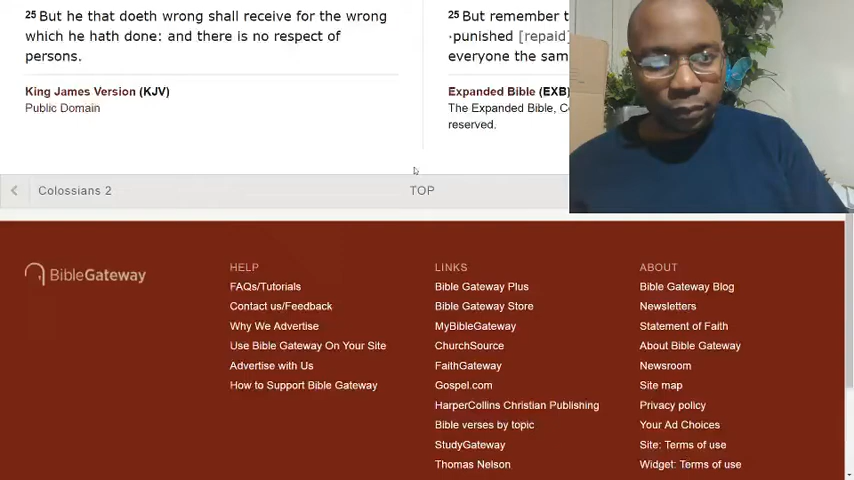 25 But he that doeth wrong shall receive for the wrong
which he hath done: and there is no respect of
persons.
King James Version (KJV)
Public Domain
25 But remember t
·punished [repaid]
everyone the sam
Expanded Bible (EXB)
The Expanded Bible, Co
reserved.
Colossians 2
TOP
BibleGateway
HELP
FAQs/Tutorials
Contact us/Feedback
Why We Advertise
Use Bible Gateway On Your Site
Advertise with Us
How to Support Bible Gateway
LINKS
Bible Gateway Plus
Bible Gateway Store
MyBibleGateway
ChurchSource
FaithGateway
Gospel.com
HarperCollins Christian Publishing
Bible verses by topic
StudyGateway
Thomas Nelson
ABOUT
Bible Gateway Blog
Newsletters
Statement of Faith
About Bible Gateway
Newsroom
Site map
Privacy policy
Your Ad Choices
Site: Terms of use
Widget: Terms of use